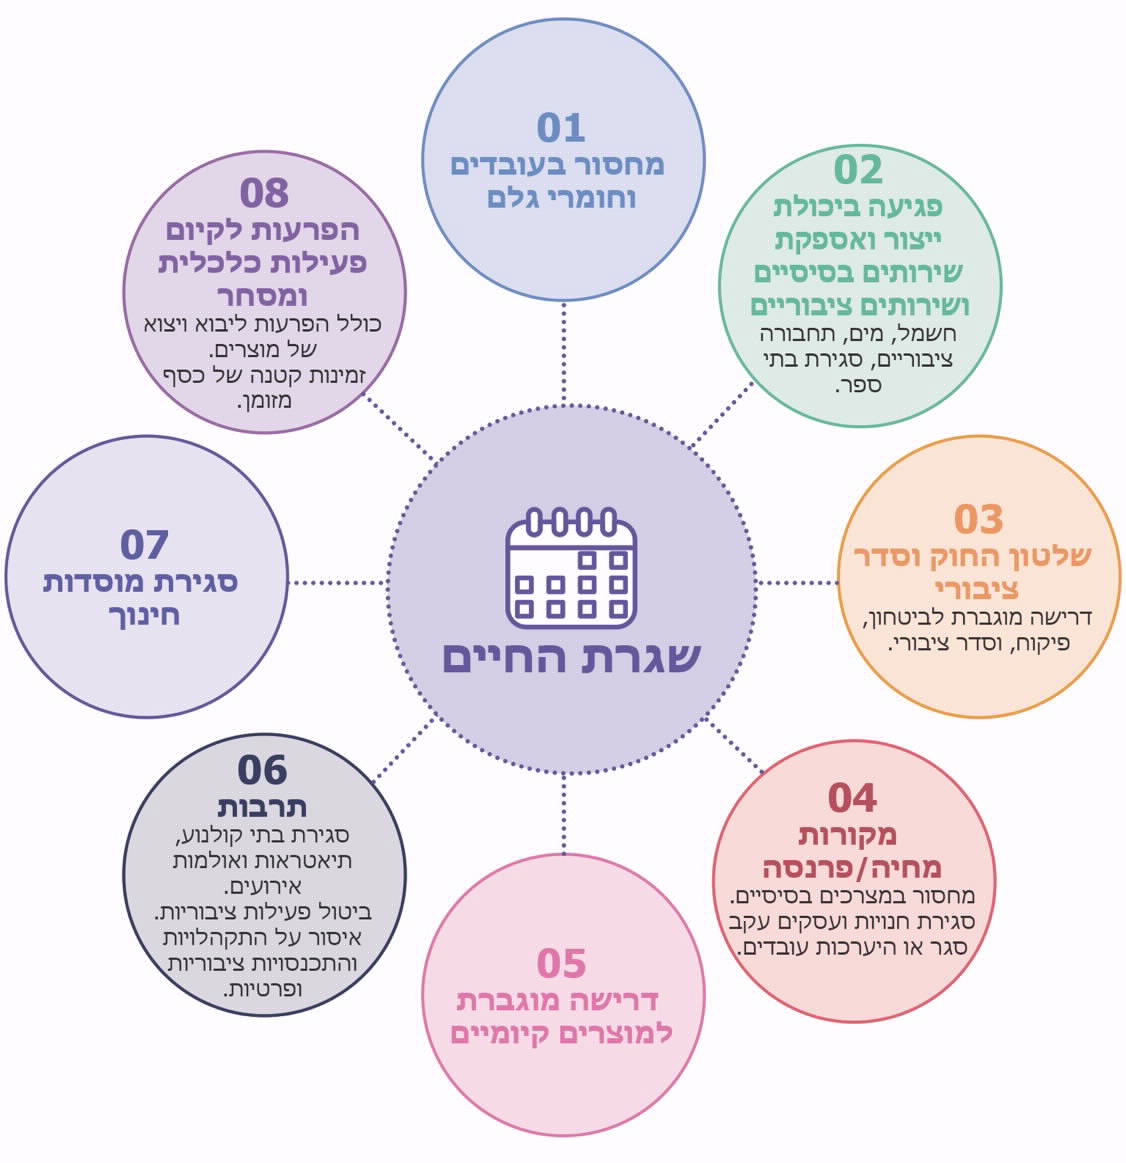 שגרת החיים
01
מחסור בעובדים
וחומרי גלם
02
פגיעה ביכולת
ייצור ואספקת
שירותים בסיסיים
ושירותים ציבוריים
חשמל, מים, תחבורה
ציבוריים, סגירת בתי
ספר.
03
שלטון החוק וסדר
ציבורי
דרישה מוגברת לביטחון,
פיקוח, וסדר ציבורי.
04
מקורות
מחיה/פרנסה
מחסור במצרכים בסיסיים.
סגירת חנויות ועסקים עקב
סגר או היערכות עובדים.
05
דרישה מוגברת
למוצרים קיומיים
06
תרבות
סגירת בתי קולנוע,
תיאטראות ואולמות
אירועים.
ביטול פעילות ציבוריות.
איסור על התקהלויות
והתכנסויות ציבוריות
ופרטיות.
07
סגירת מוסדות
חינוך
08
הפרעות לקיום
פעילות כלכלית
ומסחר
כולל הפרעות ליבוא ויצוא
של מוצרים.
זמינות קטנה של כסף
מזומן.